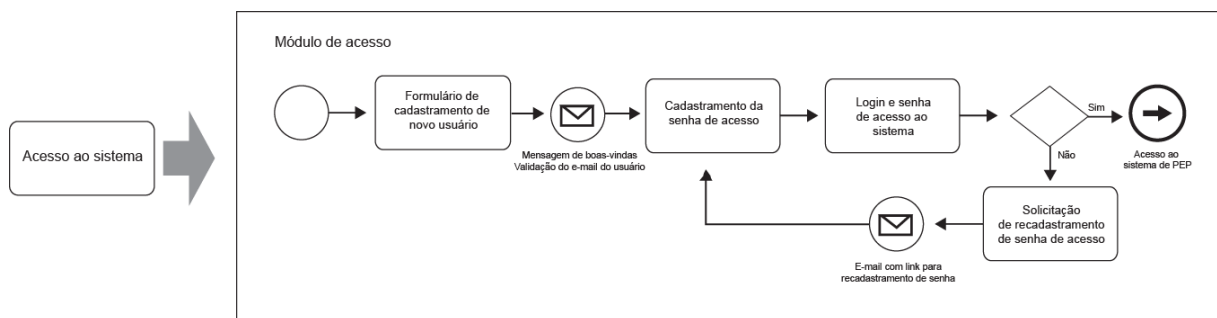 Módulo de acesso
Acesso ao sistema
Formulário de
cadastramento de
novo usuário
Mensagem de boas-vindas
Validação do e-mail do usuário
Cadastramento da
senha de acesso
Login e senha
de acesso ao
sistema
Sim
Não
Acesso ao
sistema de PEP
Solicitação
de recadastramento
de senha de acesso
E-mail com link para
recadastramento de senha